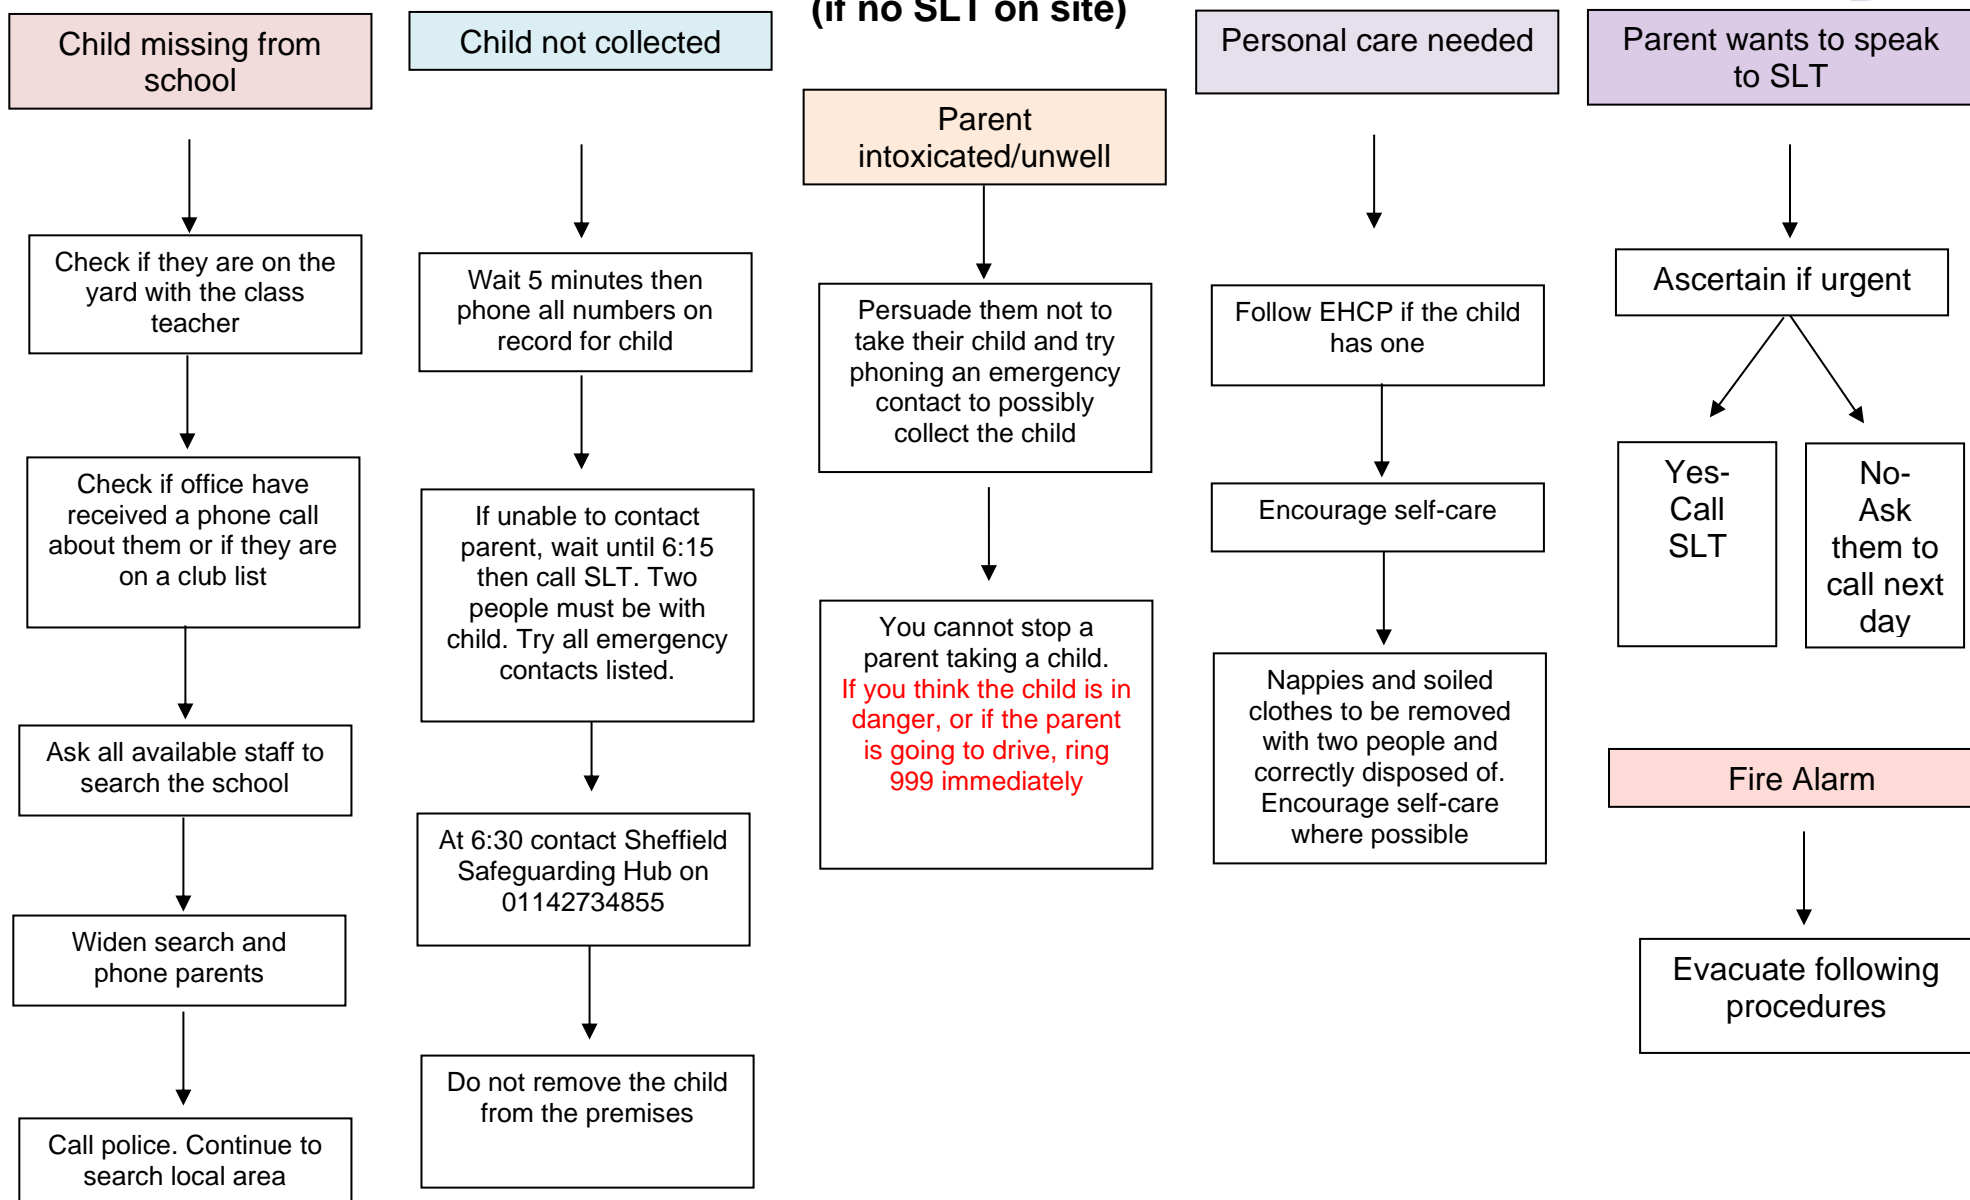 (if no SLT on site)
Child missing from
school
Check if they are on the
yard with the class
teacher
Check if office have
received a phone call
about them or if they are
on a club list
Ask all available staff to
search the school
Widen search and
phone parents
Call police. Continue to
search local area
Child not collected
Wait 5 minutes then
phone all numbers on
record for child
If unable to contact
parent, wait until 6:15
then call SLT. Two
people must be with
child. Try all emergency
contacts listed.
At 6:30 contact Sheffield
Safeguarding Hub on
01142734855
Do not remove the child
from the premises
Parent
intoxicated/unwell
Persuade them not to
take their child and try
phoning an emergency
contact to possibly
collect the child
You cannot stop a
parent taking a child.
If you think the child is in
danger, or if the parent
is going to drive, ring
999 immediately
Personal care needed
Follow EHCP if the child
has one
Encourage self-care
Nappies and soiled
clothes to be removed
with two people and
correctly disposed of.
Encourage self-care
where possible
Parent wants to speak
to SLT
Ascertain if urgent
Yes-
Call
SLT
No-
Ask
them to
call next
day
Fire Alarm
Evacuate following
procedures